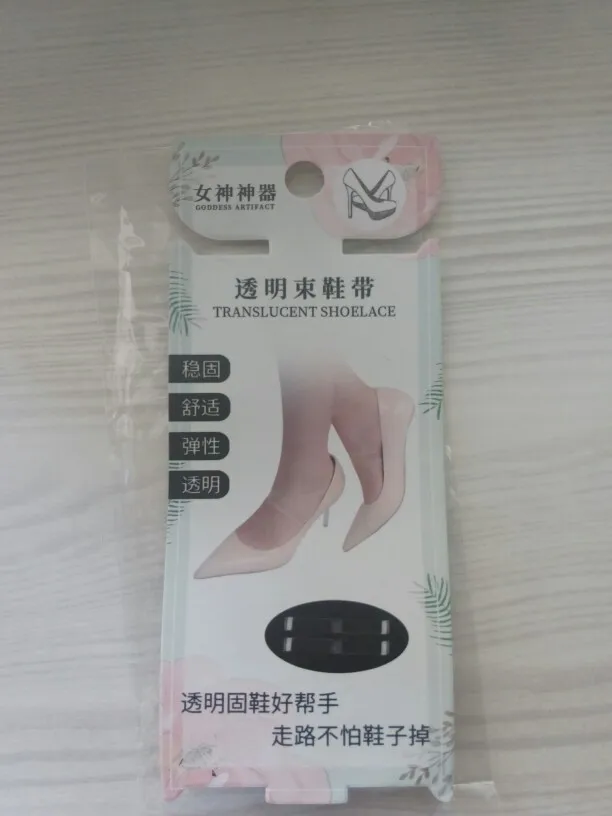 女神神器
GODDESS ARTIFACT
透明束鞋带
TRANSLUCENT SHOELACE
稳固
舒适
弹性
透明
透明固鞋好帮手
走路不怕鞋子掉